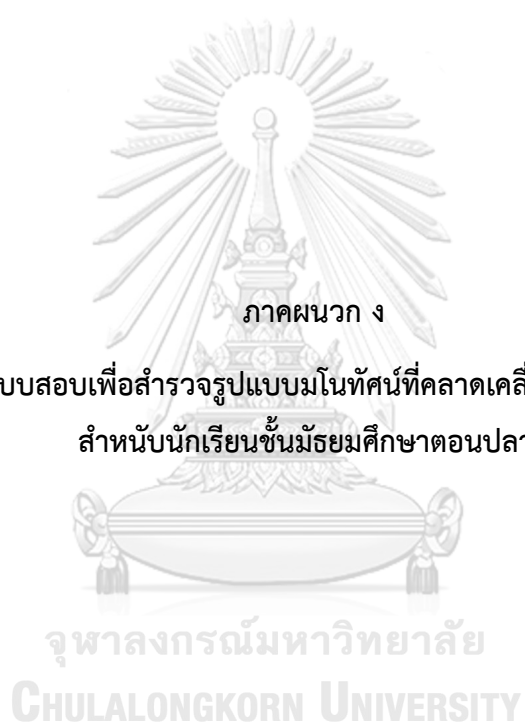 ภาคผนวก ง
บบสอบเพื่อสำรวจรูปแบบมโนทัศน์ที่คลาดเคลื่
สำหนับนักเรียนชั้นมัธยมศึกษาตอนปลา
จุฬาลงกรณ์มหาวิทยาลัย
CHULALONGKORN UNIVERSITY